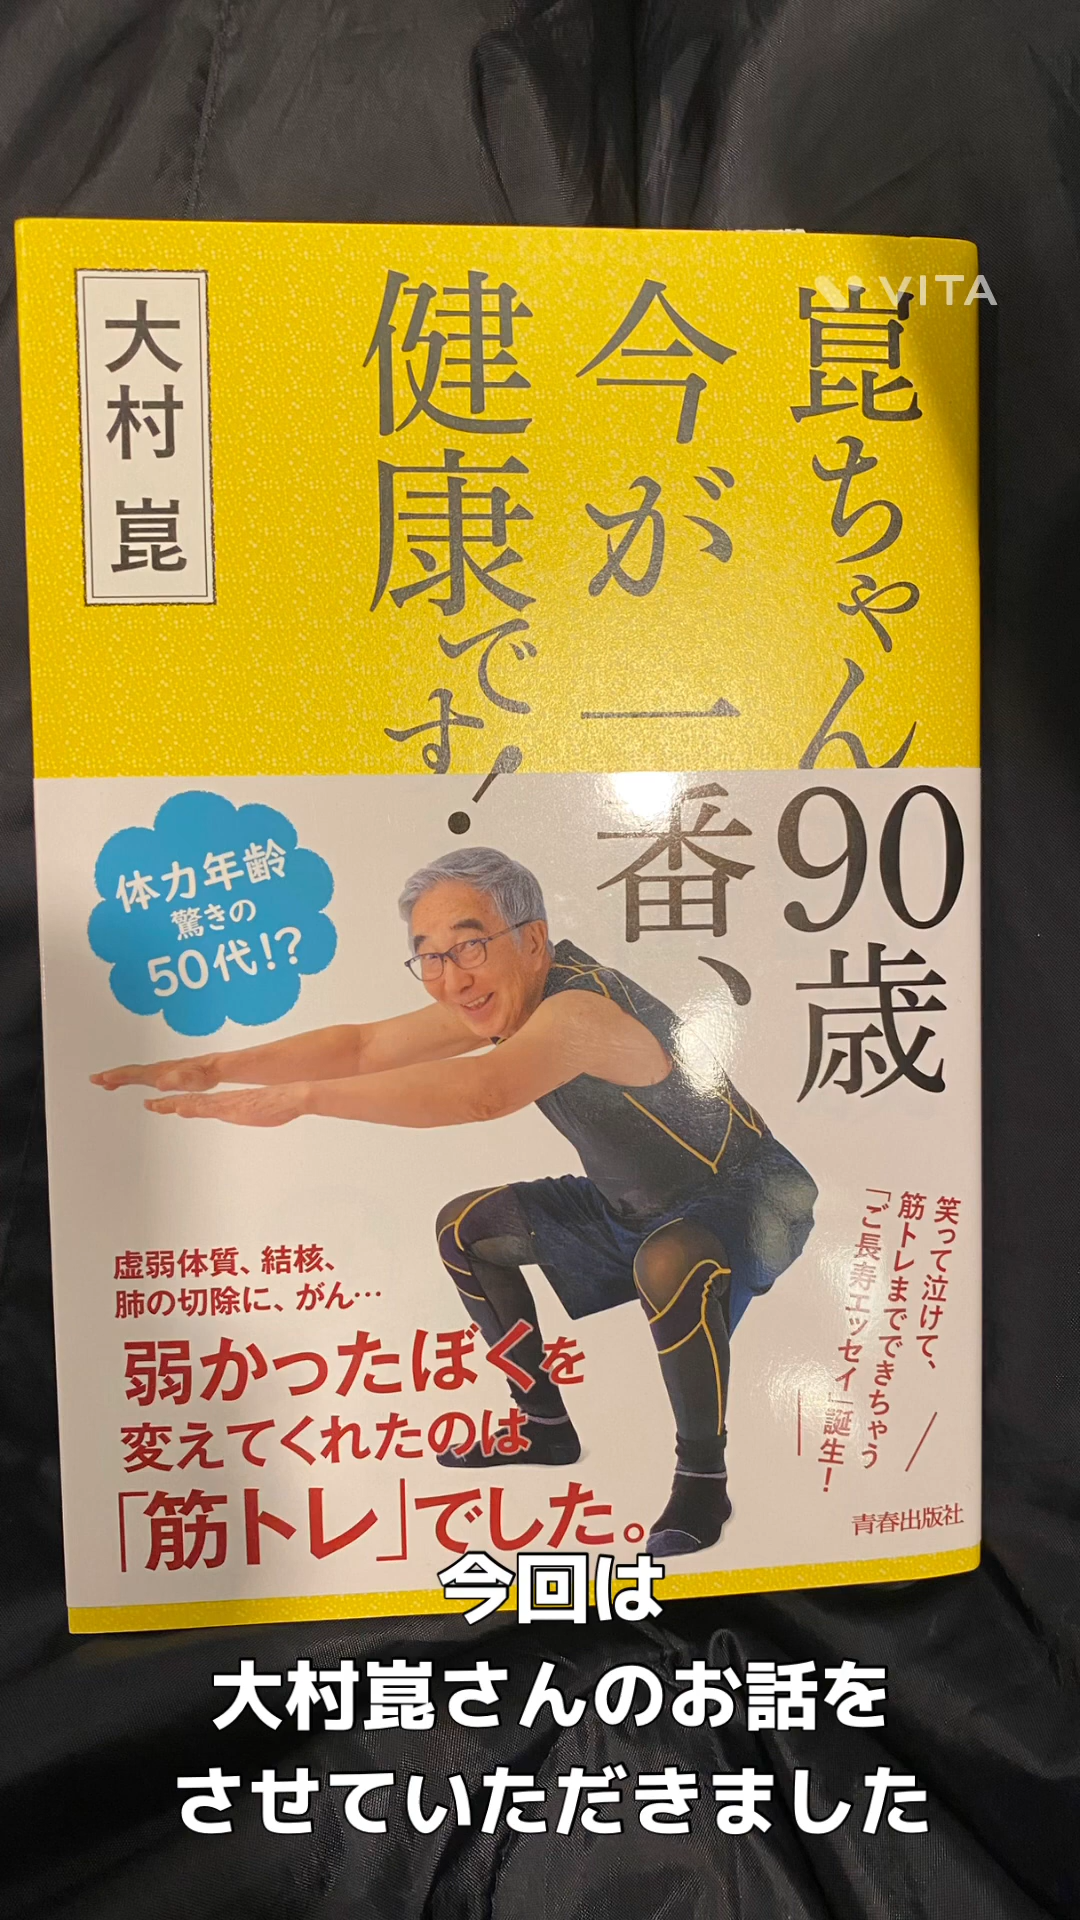 VITA
崑ちゃん90歳
今が一番、
健康です！
大村 崑
体力年齢
驚きの
50代!?
虚弱体質、結核、
肺の切除に、がん…
弱かったぼくを
変えてくれたのは
「筋トレ」でした。
笑って泣けて、
筋トレまでできちゃう
「ご長寿エッセイ」誕生！
青春出版社
今回は
大村崑さんのお話を
させていただきました